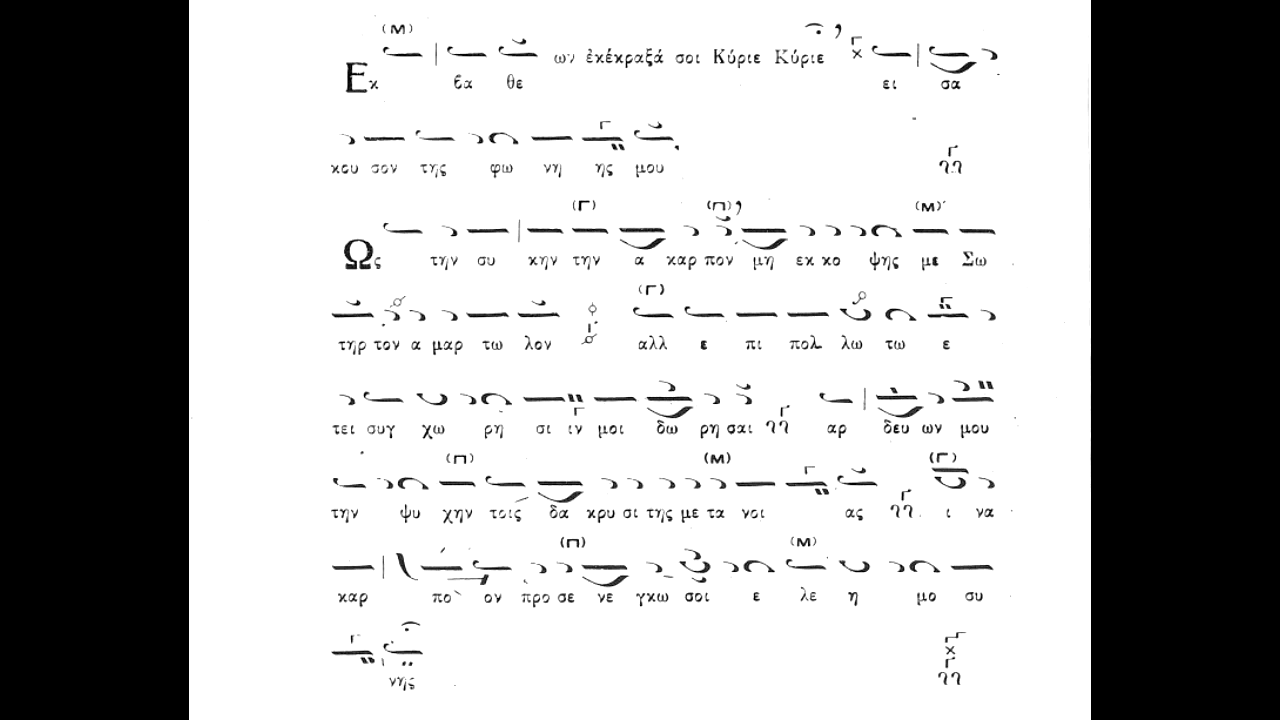 (Μ)
Εκ βα θε ων ἐκέκραξά σοι Κύριε Κύριε ει σα
κου σον της φω νη ης μου
(Γ) (Π) (Μ)
Ως την συ κην την α καρ πον μη εκ κο ψης με Σω
(Γ)
τηρ τον α μαρ τω λον αλλ ε πι πολ λω τω ε
τει συγ χω ρη σι ιν μοι δω ρη σαι αρ δευ ων μου
(Π) (Μ) (Γ)
την ψυ χην τοις δα κρυ σι της με τα νοι ας ι να
(Π) (Μ)
καρ πο ον προ σε νε γκω σοι ε λε η μο συ
νης